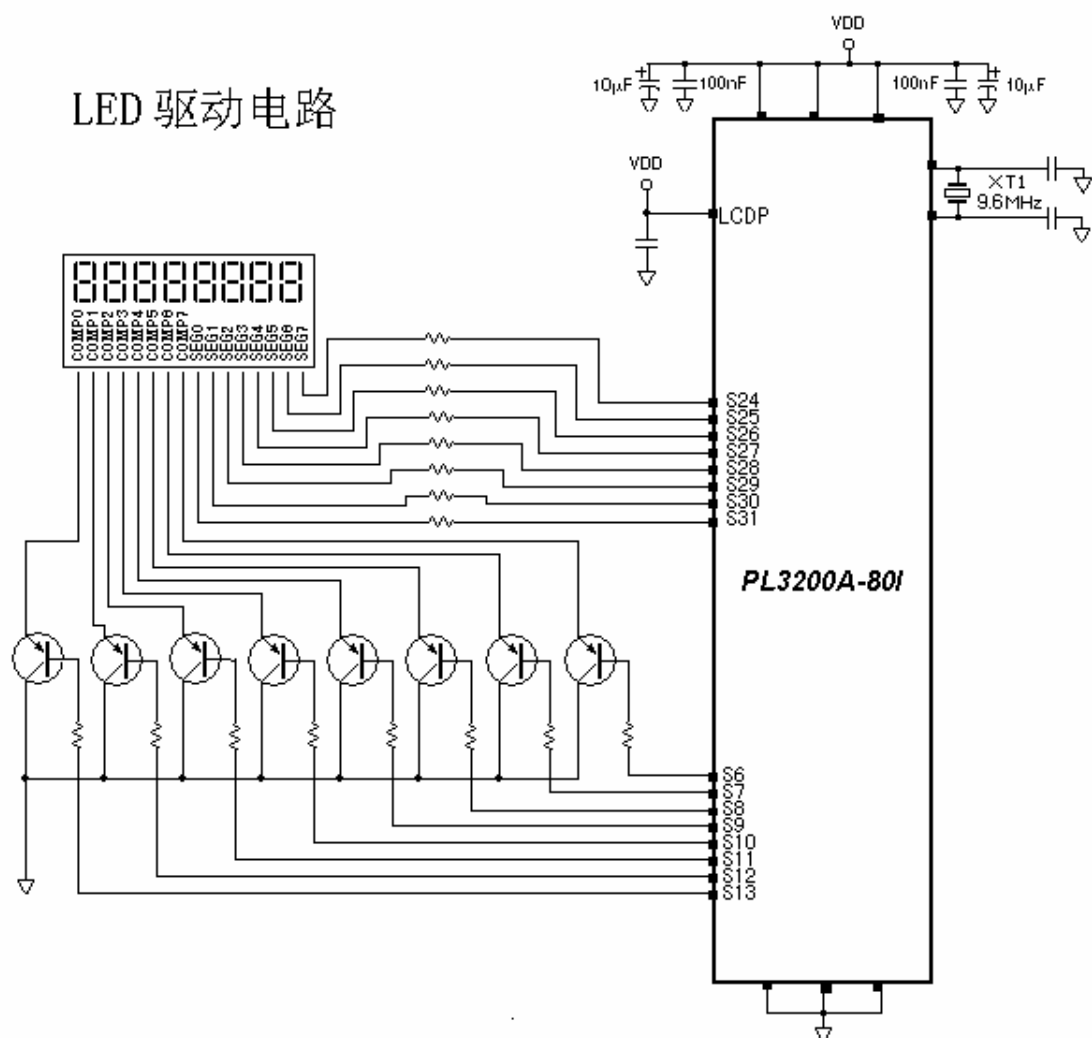 VDD
10μF
100nF
100nF
10μF
LED 驱动电路
VDD
XT1
9.6MHz
LCDP
COMP0
COMP1
COMP2
COMP3
COMP4
COMP5
COMP6
COMP7
SEG0
SEG1
SEG2
SEG3
SEG4
SEG5
SEG6
SEG7
S24
S25
S26
S27
S28
S29
S30
S31
PL3200A-80I
S6
S7
S8
S9
S10
S11
S12
S13